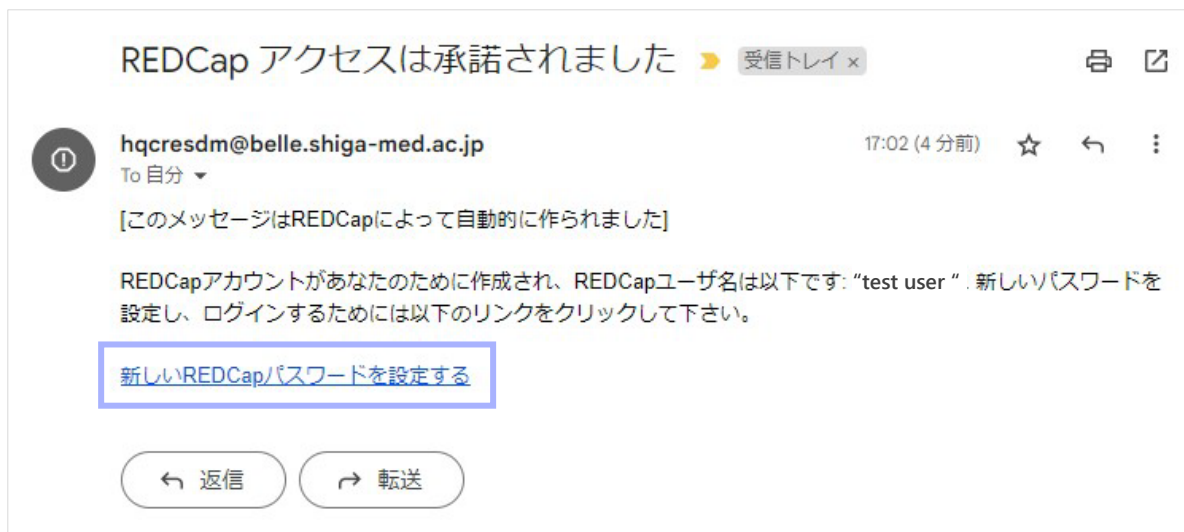 REDCap アクセスは承諾されました 受信トレイ ×
hqcresdm@belle.shiga-med.ac.jp 17:02 (4 分前)
To 自分
[このメッセージはREDCapによって自動的に作られました]
REDCapアカウントがあなたのために作成され、REDCapユーザ名は以下です: “test user “ . 新しいパスワードを
設定し、ログインするためには以下のリンクをクリックして下さい。
新しいREDCapパスワードを設定する
返信 転送